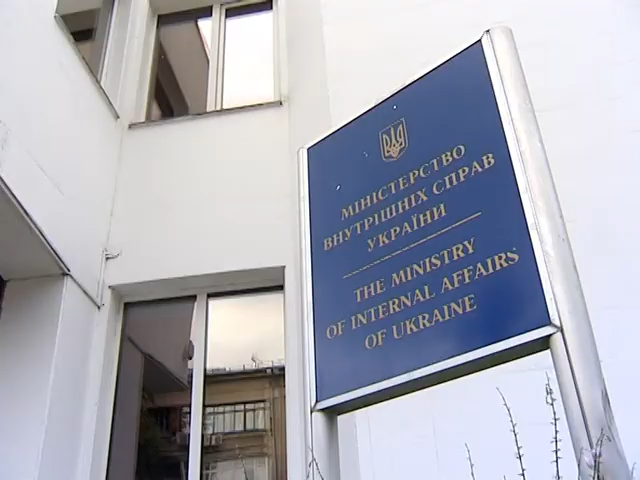 МІНІСТЕРСТВО
ВНУТРІШНІХ СПРАВ
УКРАЇНИ
THE MINISTRY
OF INTERNAL AFFAIRS
OF UKRAINE